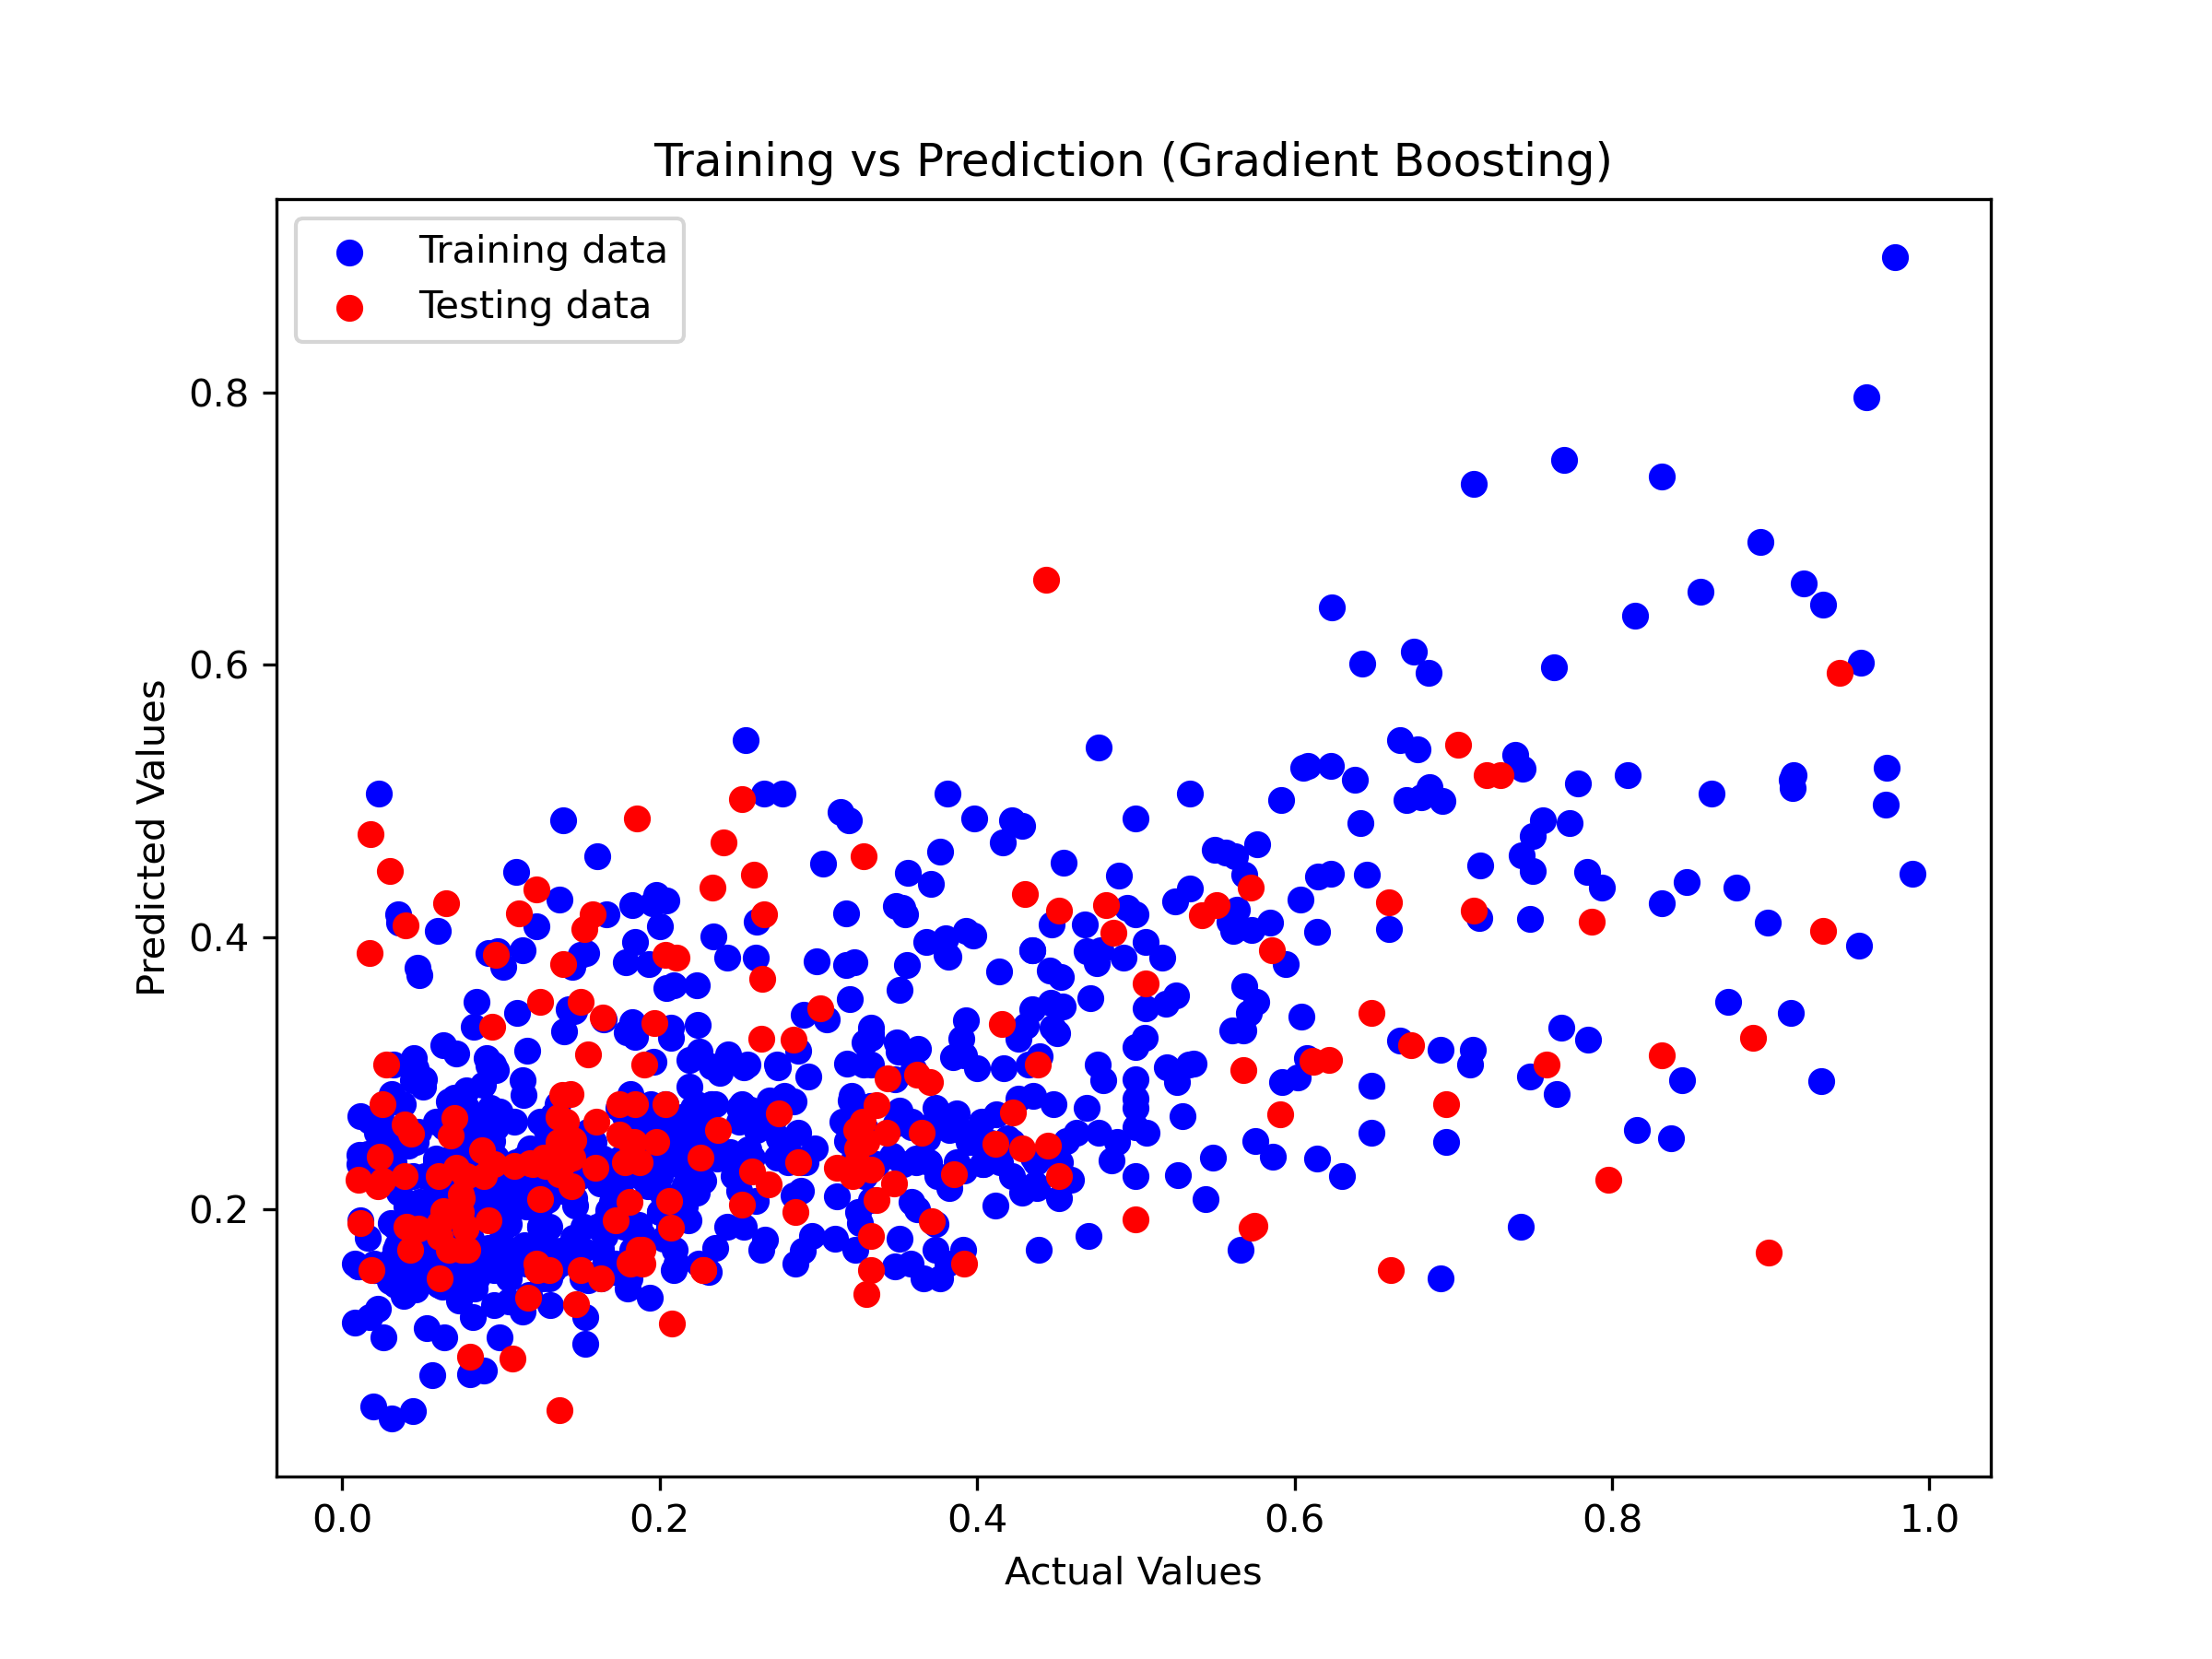 Training vs Prediction (Gradient Boosting)
Training data
Testing data
Predicted Values
0.8
0.6
0.4
0.2
0.0 0.2 0.4 0.6 0.8 1.0
Actual Values